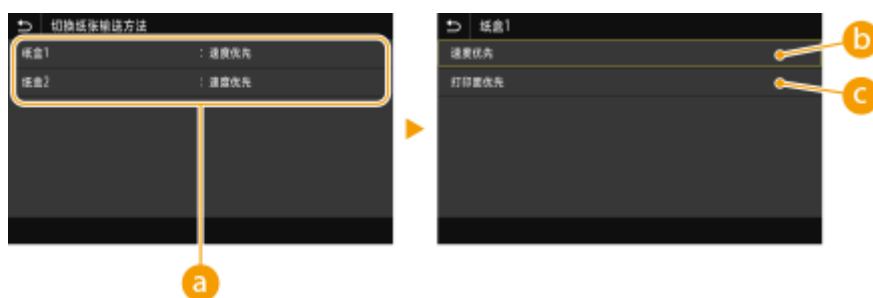 切换纸张输送方法
纸盒1 : 速度优先
纸盒2 : 速度优先
a
纸盒1
速度优先
打印面优先
b
c